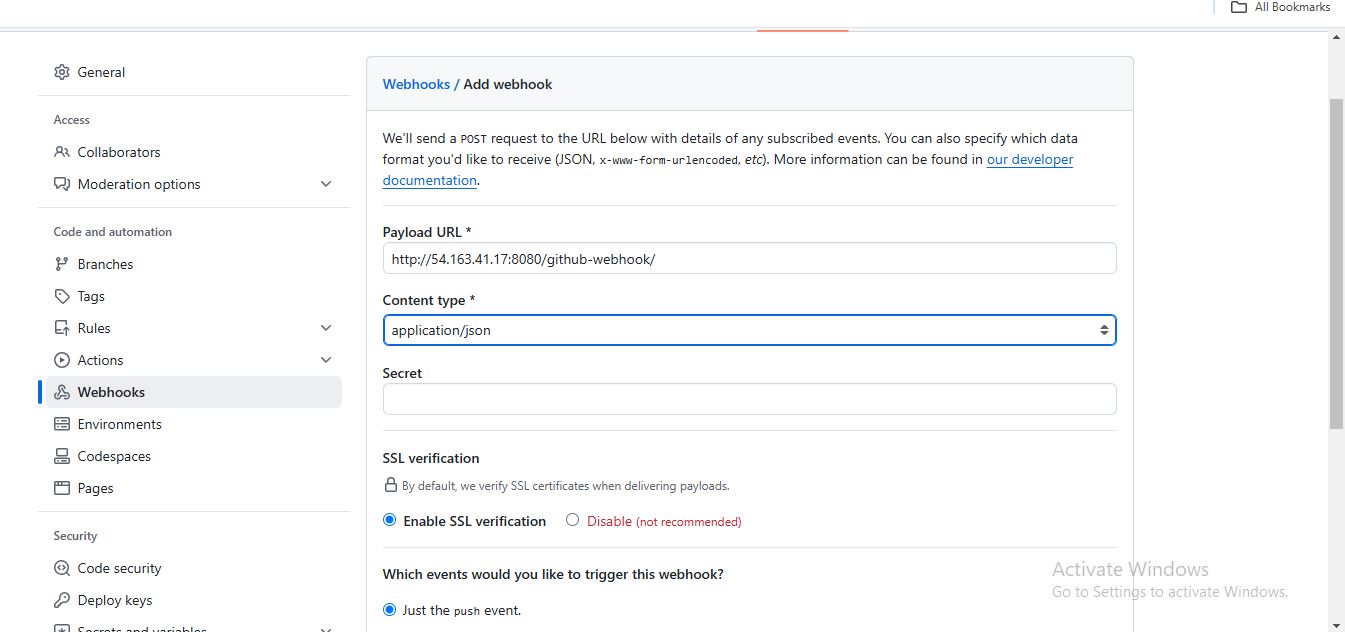 All Bookmarks
General
Access
Collaborators
Moderation options
Code and automation
Branches
Tags
Rules
Actions
Webhooks
Environments
Codespaces
Pages
Security
Code security
Deploy keys
Secrets and variables
Webhooks / Add webhook
We'll send a POST request to the URL below with details of any subscribed events. You can also specify which data
format you'd like to receive (JSON, x-www-form-urlencoded, etc). More information can be found in our developer
documentation.
Payload URL *
http://54.163.41.17:8080/github-webhook/
Content type *
application/json
Secret
SSL verification
By default, we verify SSL certificates when delivering payloads.
Enable SSL verification Disable (not recommended)
Which events would you like to trigger this webhook?
Just the push event.
Activate Windows
Go to Settings to activate Windows.